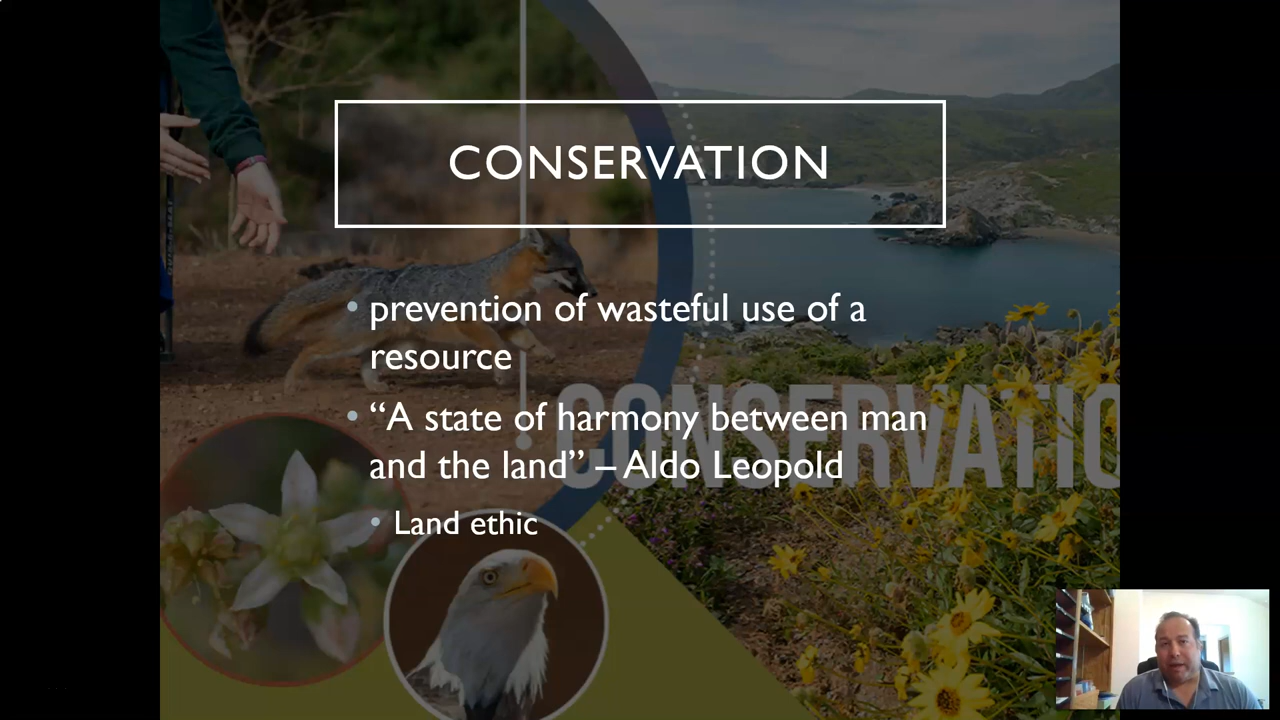 CONSERVATION
• prevention of wasteful use of a
resource
• “A state of harmony between man
and the land” – Aldo Leopold
• Land ethic
CONSERVATIO